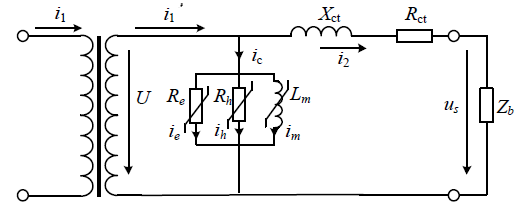 i1 i1' Xct Rct
ic i2
U Re Rh Lm us Zb
ie ih im